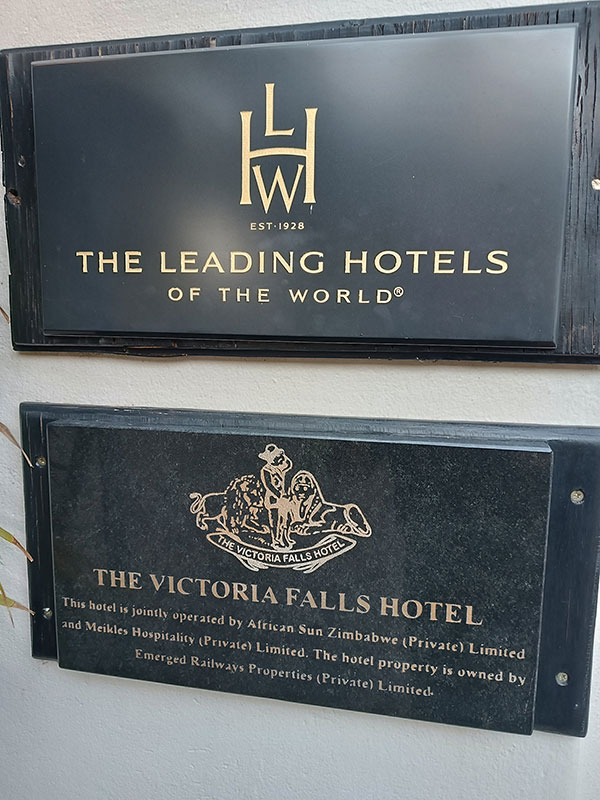 L
H
W
EST·1928
THE LEADING HOTELS
OF THE WORLD®
THE VICTORIA FALLS HOTEL
THE VICTORIA FALLS HOTEL
This hotel is jointly operated by African Sun Zimbabwe (Private) Limited
and Meikles Hospitality (Private) Limited. The hotel property is owned by
Emerged Railways Properties (Private) Limited.